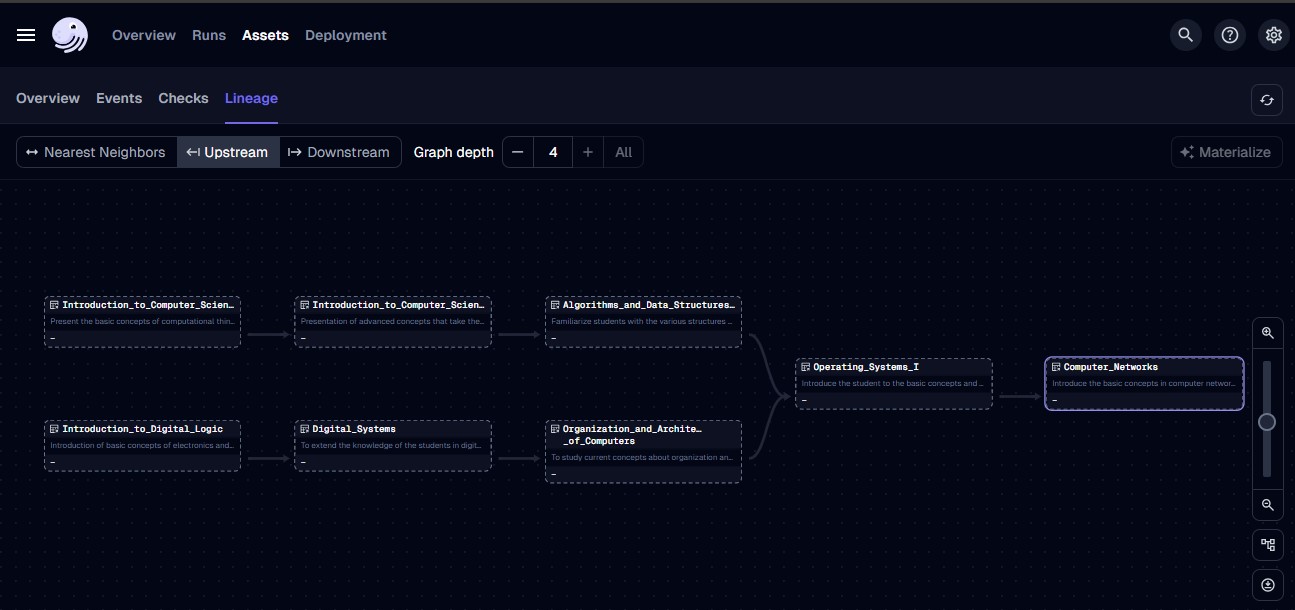 Overview Runs Assets Deployment
Overview Events Checks Lineage
Nearest Neighbors Upstream Downstream Graph depth 4 All Materialize
Introduction_to_Computer_Scien…
Present the basic concepts of computational thin…
–
Introduction_to_Computer_Scien…
Presentation of advanced concepts that take the…
–
Algorithms_and_Data_Structures…
Familiarize students with the various structures …
–
Operating_Systems_I
Introduce the student to the basic concepts and …
–
Computer_Networks
Introduce the basic concepts in computer networ…
–
Introduction_to_Digital_Logic
Introduction of basic concepts of electronics and…
–
Digital_Systems
To extend the knowledge of the students in digit…
–
Organization_and_Archite…
_of_Computers
To study current concepts about organization an…
–